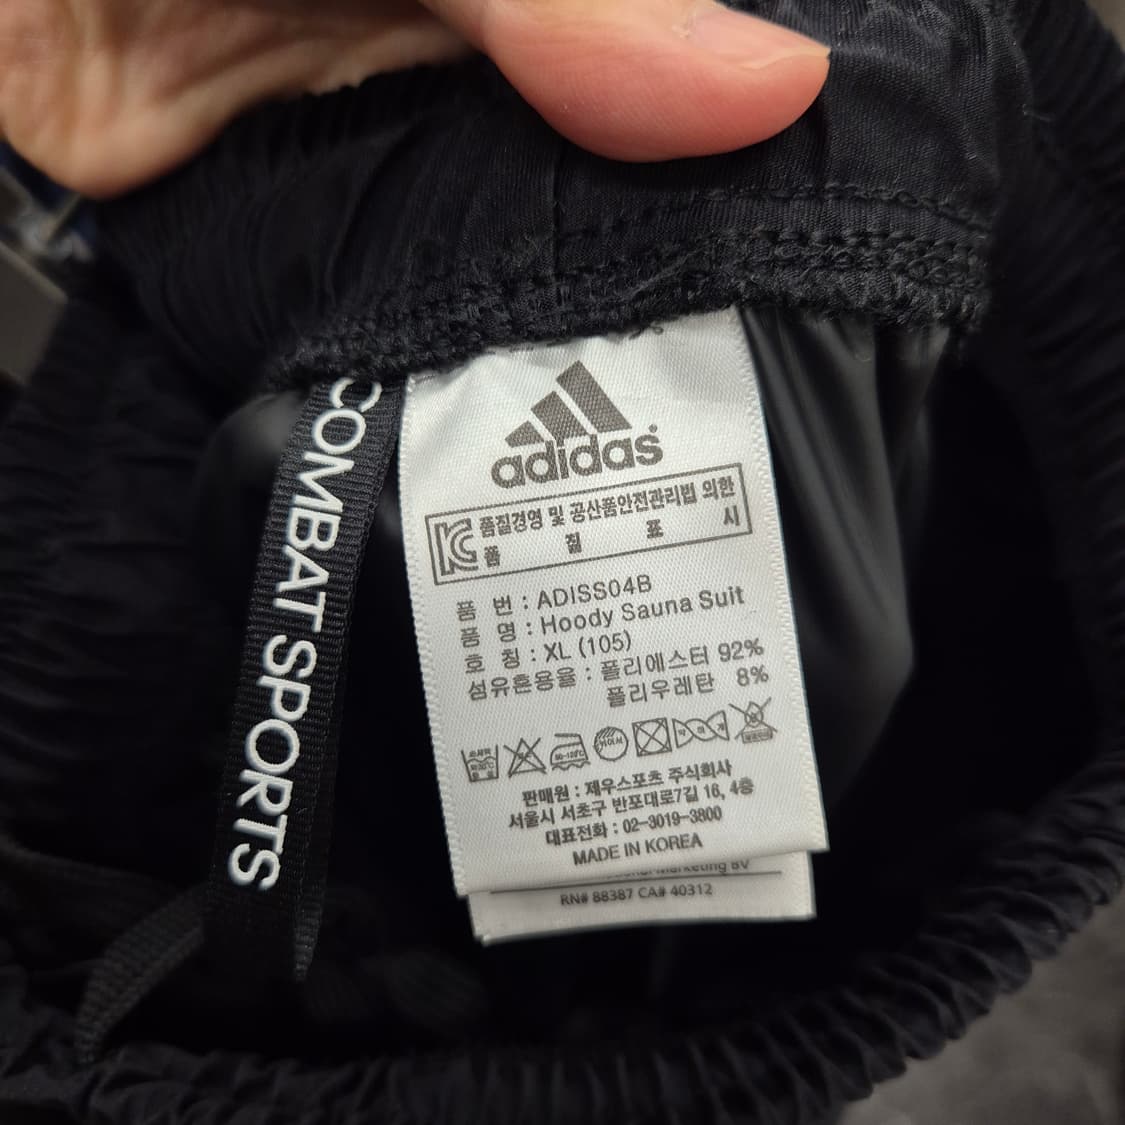 COMBAT SPORTS
adidas®
KC 품질경영 및 공산품안전관리법 의한
품 질 표 시
품 번 : ADISS04B
품 명 : Hoody Sauna Suit
호 칭 : XL (105)
섬유혼용율 : 폴리에스터 92%
폴리우레탄 8%
판매원 : 제우스포츠 주식회사
서울시 서초구 반포대로7길 16, 4층
대표전화 : 02-3019-3800
MADE IN KOREA
Marketing BV
RN# 88387 CA# 40312